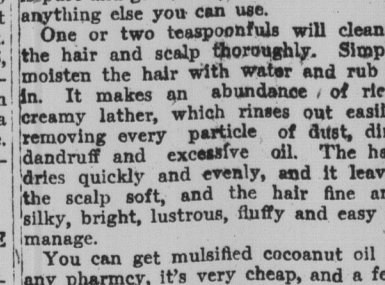 anything else you can use.
One or two teaspoonfuls will clean
the hair and scalp thoroughly. Simp
moisten the hair with water and rub
in. It makes an abundance of ric
creamy lather, which rinses out easil
removing every particle of dust, dir
dandruff and excessive oil. The ha
dries quickly and evenly, and it leav
the scalp soft, and the hair fine an
silky, bright, lustrous, fluffy and easy
manage.
You can get mulsified cocoanut oil
any pharmcy, it's very cheap, and a fe